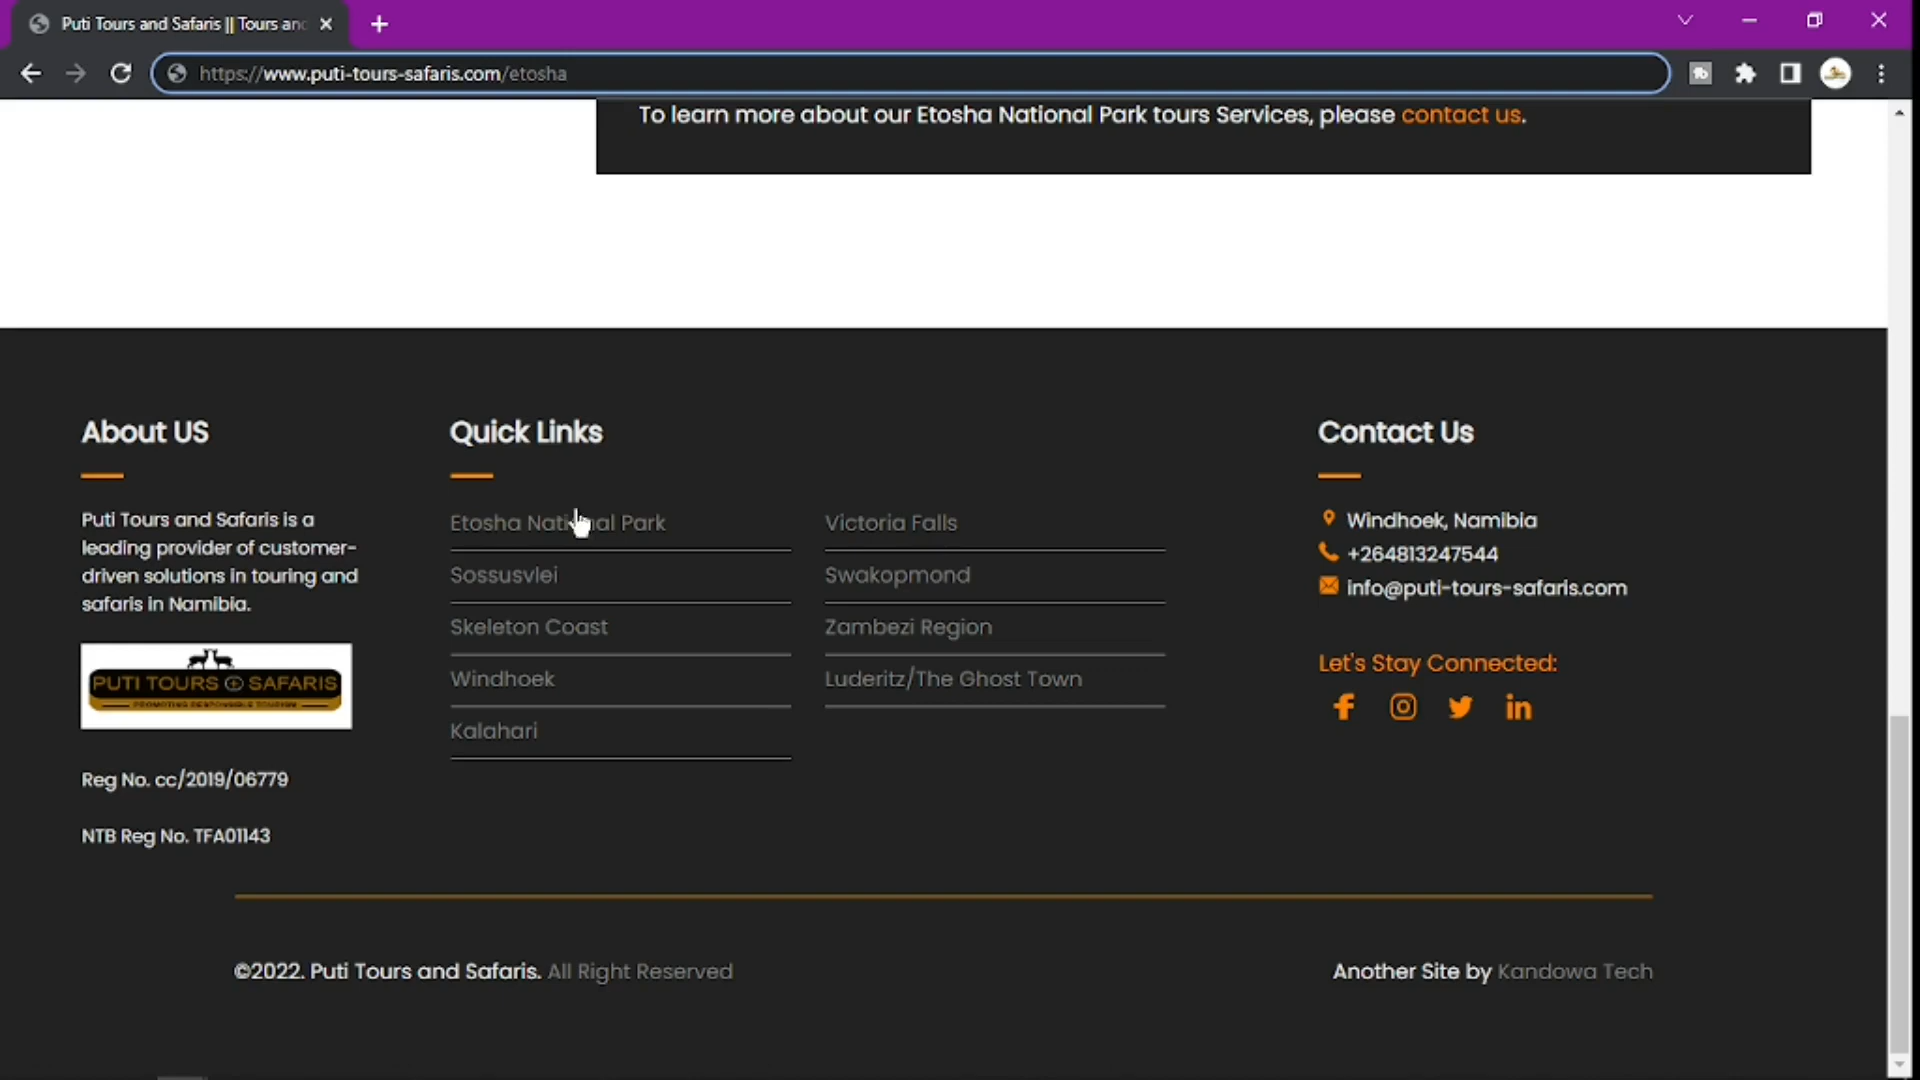 Puti Tours and Safaris || Tours and
https://www.puti-tours-safaris.com/etosha
To learn more about our Etosha National Park tours Services, please contact us.
About US
Puti Tours and Safaris is a
leading provider of customer-
driven solutions in touring and
safaris in Namibia.
PUTI TOURS SAFARIS
PROMOTING RESPONSIBLE TOURISM
Reg No. cc/2019/06779
NTB Reg No. TFA01143
Quick Links
Etosha National Park
Sossusvlei
Skeleton Coast
Windhoek
Kalahari
Victoria Falls
Swakopmond
Zambezi Region
Luderitz/The Ghost Town
Contact Us
Windhoek, Namibia
+264813247544
info@puti-tours-safaris.com
Let's Stay Connected:
©2022. Puti Tours and Safaris. All Right Reserved
Another Site by Kandowa Tech